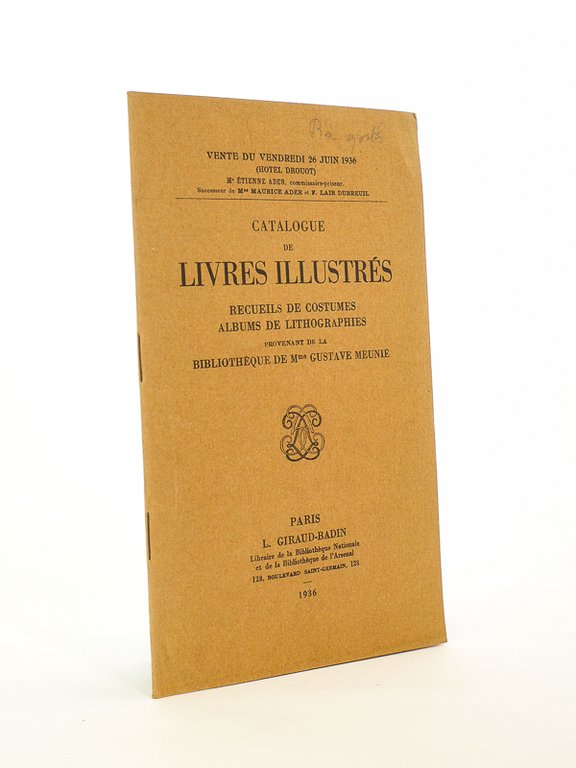 VENTE DU VENDREDI 26 JUIN 1936
(HOTEL DROUOT)
Me ÉTIENNE ADER, commissaire-priseur.
Successeur de Mes MAURICE ADER et F. LAIR DUBREUIL
CATALOGUE
DE
LIVRES ILLUSTRÉS
RECUEILS DE COSTUMES
ALBUMS DE LITHOGRAPHIES
PROVENANT DE LA
BIBLIOTHÈQUE DE Mme GUSTAVE MEUNIÉ
PARIS
L. GIRAUD-BADIN
Libraire de la Bibliothèque Nationale
et de la Bibliothèque de l'Arsenal
128, BOULEVARD SAINT-GERMAIN, 128
1936